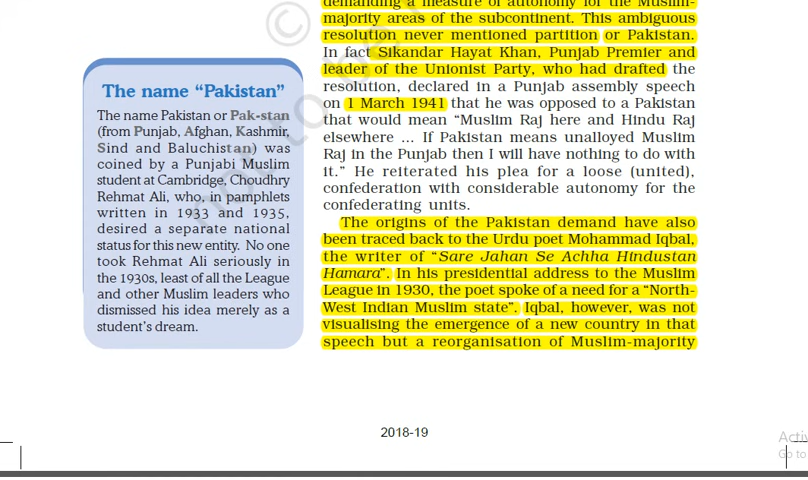 demanding a measure of autonomy for the Muslim-
majority areas of the subcontinent. This ambiguous
resolution never mentioned partition or Pakistan.
In fact Sikandar Hayat Khan, Punjab Premier and
leader of the Unionist Party, who had drafted the
resolution, declared in a Punjab assembly speech
on 1 March 1941 that he was opposed to a Pakistan
that would mean “Muslim Raj here and Hindu Raj
elsewhere ... If Pakistan means unalloyed Muslim
Raj in the Punjab then I will have nothing to do with
it.” He reiterated his plea for a loose (united),
confederation with considerable autonomy for the
confederating units.
The origins of the Pakistan demand have also
been traced back to the Urdu poet Mohammad Iqbal,
the writer of “Sare Jahan Se Achha Hindustan
Hamara”. In his presidential address to the Muslim
League in 1930, the poet spoke of a need for a “North-
West Indian Muslim state”. Iqbal, however, was not
visualising the emergence of a new country in that
speech but a reorganisation of Muslim-majority
The name “Pakistan”
The name Pakistan or Pak-stan
(from Punjab, Afghan, Kashmir,
Sind and Baluchistan) was
coined by a Punjabi Muslim
student at Cambridge, Choudhry
Rehmat Ali, who, in pamphlets
written in 1933 and 1935,
desired a separate national
status for this new entity. No one
took Rehmat Ali seriously in
the 1930s, least of all the League
and other Muslim leaders who
dismissed his idea merely as a
student’s dream.
© not to be
2018-19
Go to